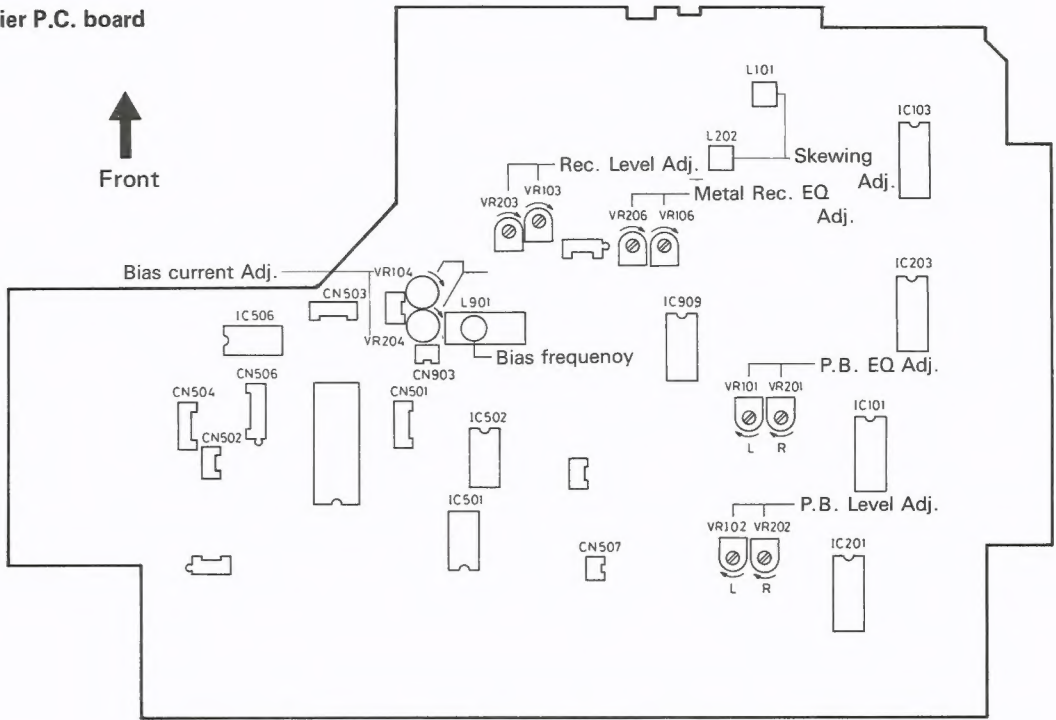 ier P.C. board
Front
L101
IC103
L202
Skewing
Adj.
Rec. Level Adj.
VR203
VR103
Metal Rec. EQ
Adj.
VR206
VR106
Bias current Adj.
VR104
CN503
L901
IC203
IC506
VR204
Bias frequenoy
IC909
CN903
P.B. EQ Adj.
CN504
CN506
CN501
VR101
VR201
IC101
CN502
IC502
L
R
IC501
P.B. Level Adj.
VR102
VR202
IC201
CN507
L
R